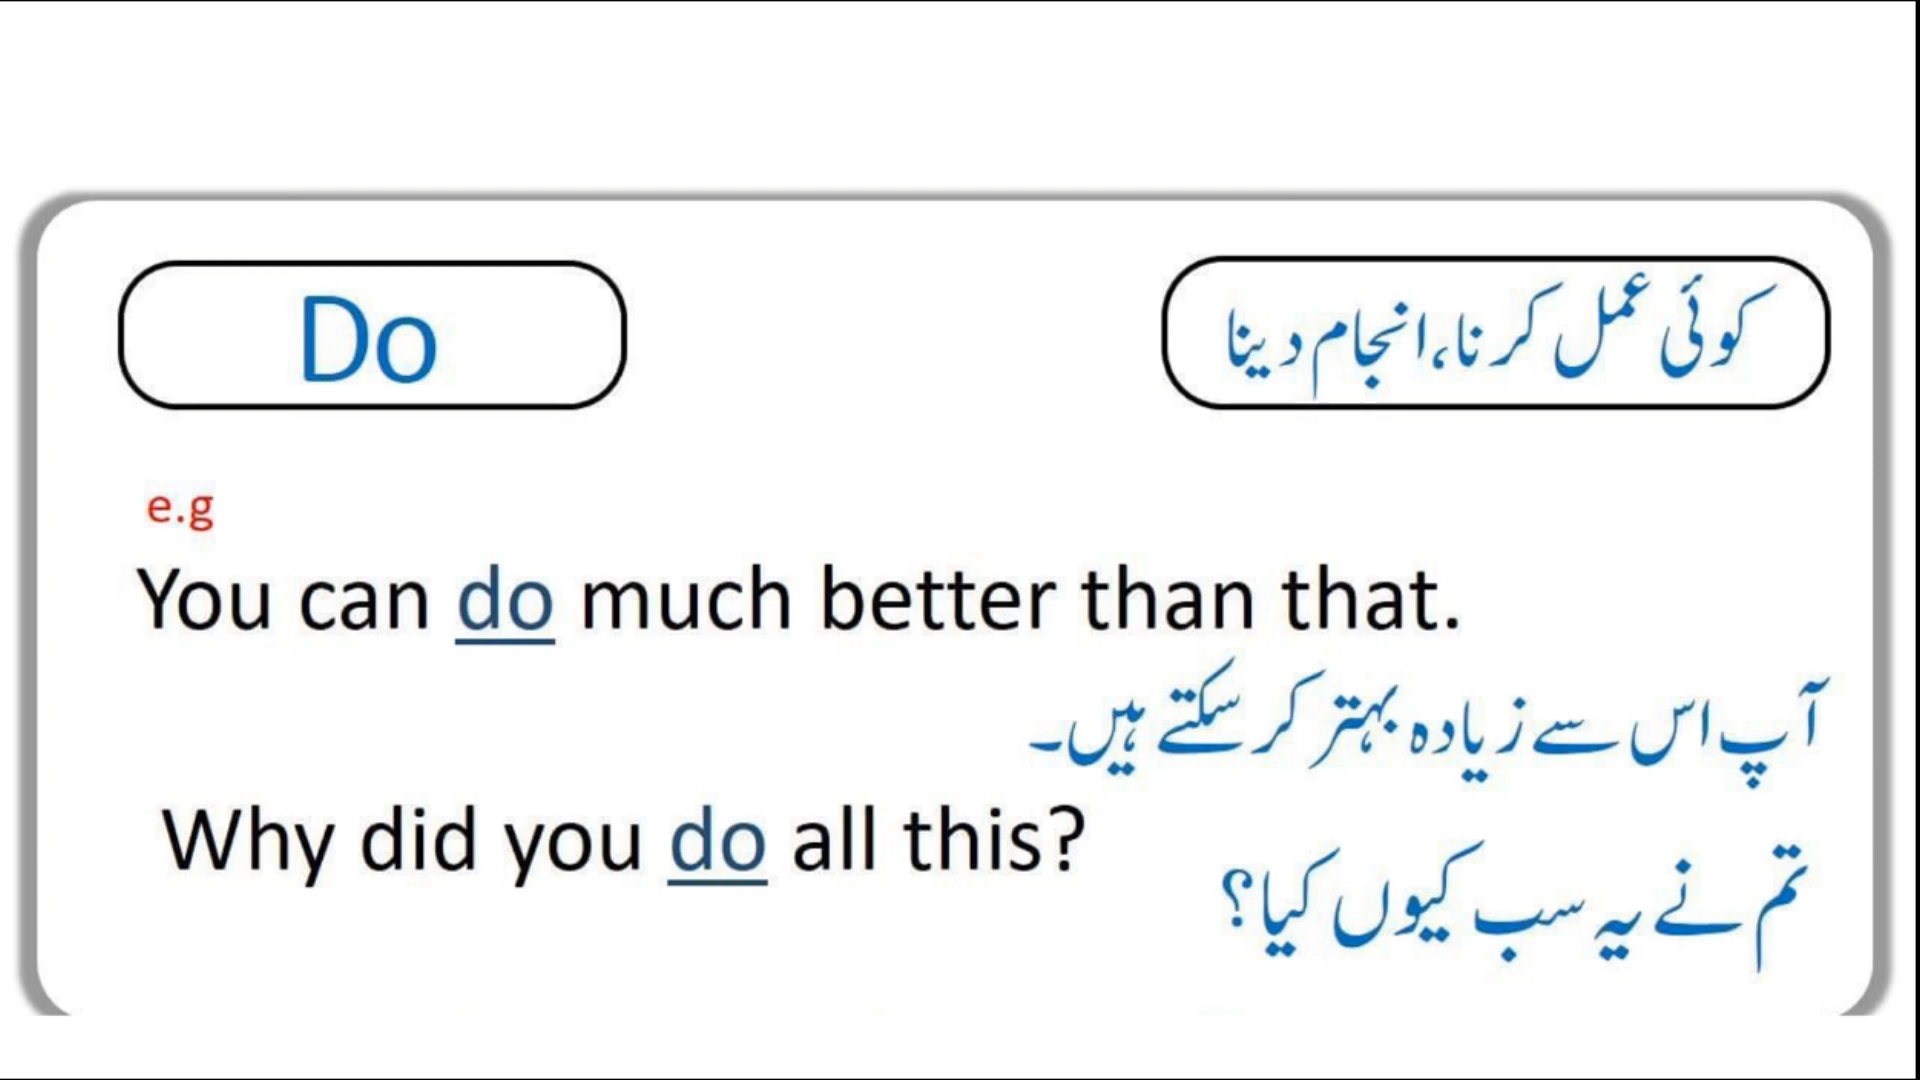 Do
کوئی عمل کرنا، انجام دینا
e.g
You can do much better than that.
آپ اس سے زیادہ بہتر کر سکتے ہیں۔
Why did you do all this?
تم نے یہ سب کیوں کیا؟